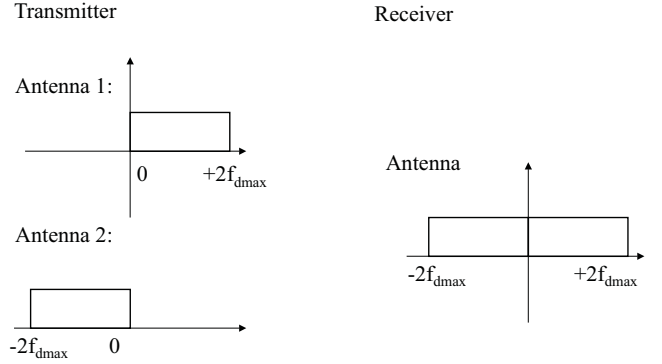 Transmitter
Receiver
Antenna 1:
0 +2f_dmax
Antenna
Antenna 2:
-2f_dmax +2f_dmax
-2f_dmax 0